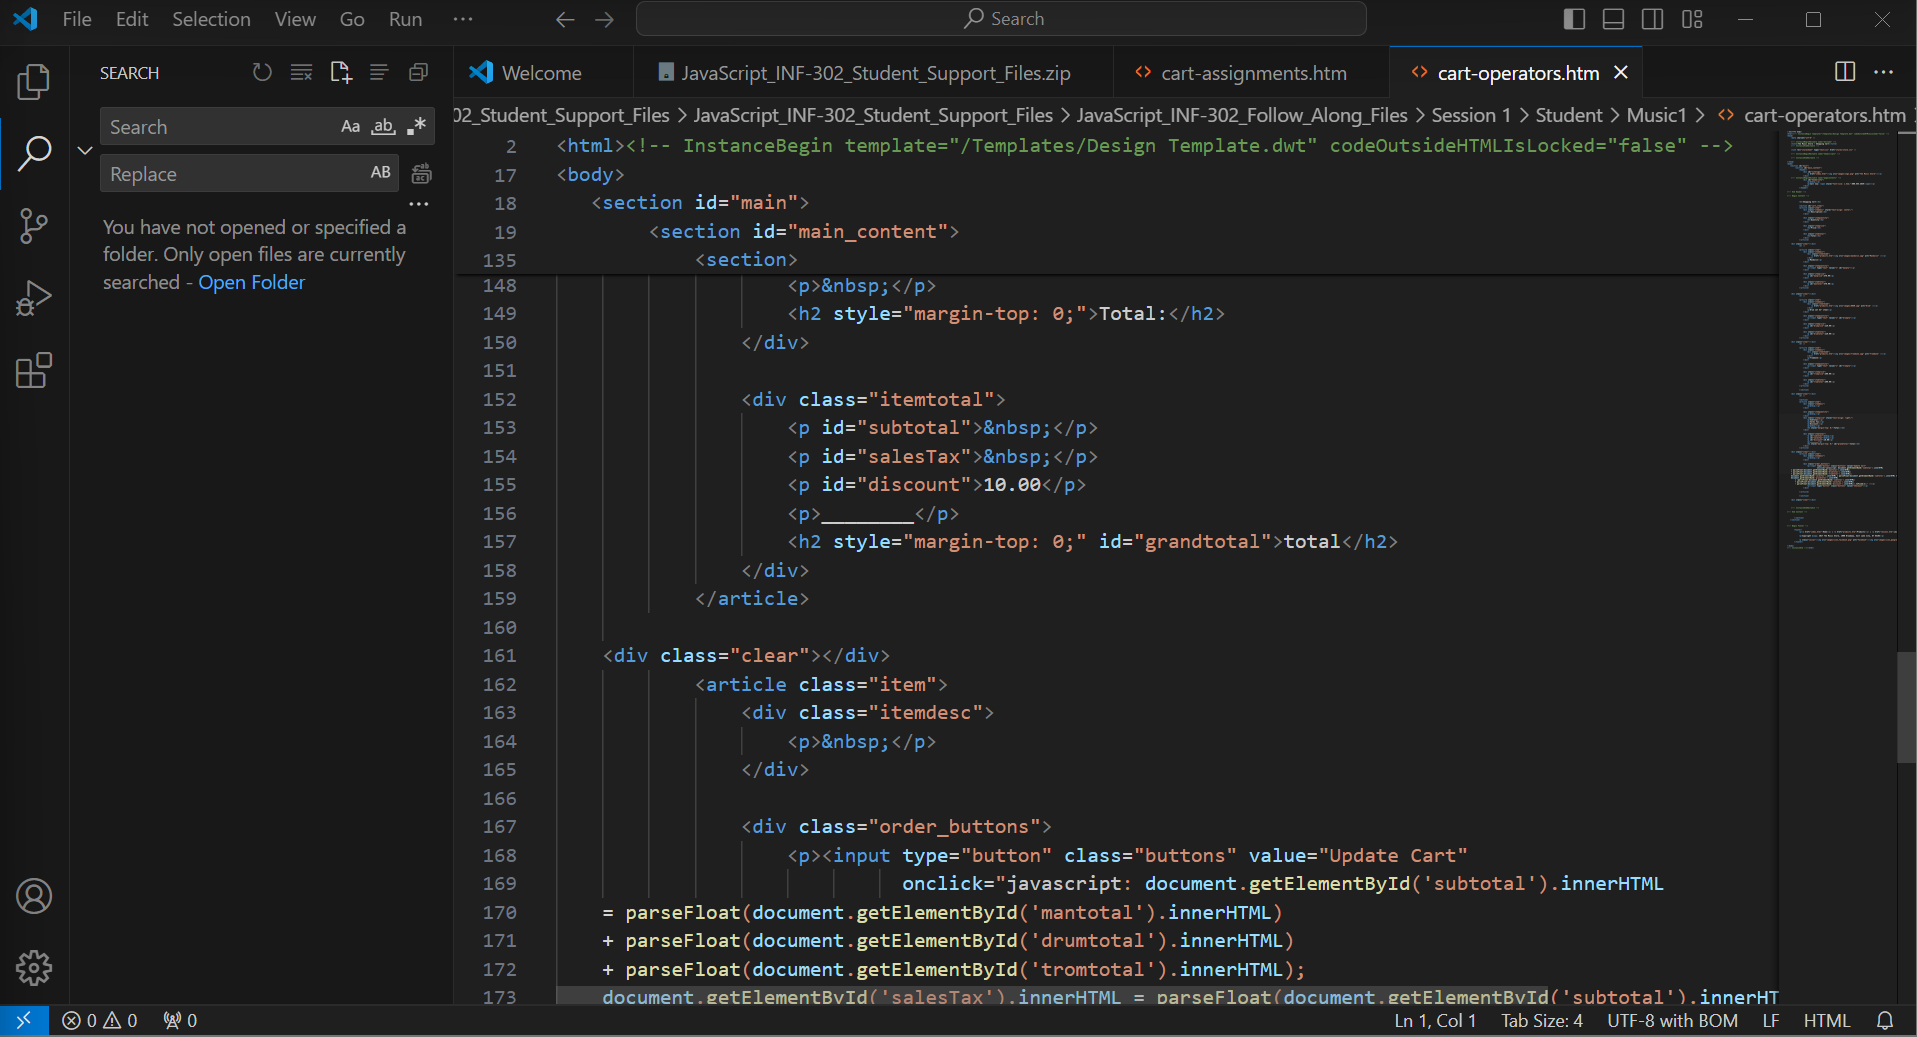 File Edit Selection View Go Run ···
Search
SEARCH
Search Aa ab .*
Replace AB
You have not opened or specified a
folder. Only open files are currently
searched - Open Folder
Welcome
JavaScript_INF-302_Student_Support_Files.zip
<> cart-assignments.htm
<> cart-operators.htm
02_Student_Support_Files > JavaScript_INF-302_Student_Support_Files > JavaScript_INF-302_Follow_Along_Files > Session 1 > Student > Music1 > <> cart-operators.htm
2 <html><!-- InstanceBegin template="/Templates/Design Template.dwt" codeOutsideHTMLIsLocked="false" -->
17 <body>
18 <section id="main">
19 <section id="main_content">
135 <section>
148 <p>&nbsp;</p>
149 <h2 style="margin-top: 0;">Total:</h2>
150 </div>
151
152 <div class="itemtotal">
153 <p id="subtotal">&nbsp;</p>
154 <p id="salesTax">&nbsp;</p>
155 <p id="discount">10.00</p>
156 <p>________</p>
157 <h2 style="margin-top: 0;" id="grandtotal">total</h2>
158 </div>
159 </article>
160
161 <div class="clear"></div>
162 <article class="item">
163 <div class="itemdesc">
164 <p>&nbsp;</p>
165 </div>
166
167 <div class="order_buttons">
168 <p><input type="button" class="buttons" value="Update Cart"
169 onclick="javascript: document.getElementById('subtotal').innerHTML
170 = parseFloat(document.getElementById('mantotal').innerHTML)
171 + parseFloat(document.getElementById('drumtotal').innerHTML)
172 + parseFloat(document.getElementById('tromtotal').innerHTML);
173 document.getElementById('salesTax').innerHTML = parseFloat(document.getElementById('subtotal').innerHT
0 0 0
Ln 1, Col 1 Tab Size: 4 UTF-8 with BOM LF HTML